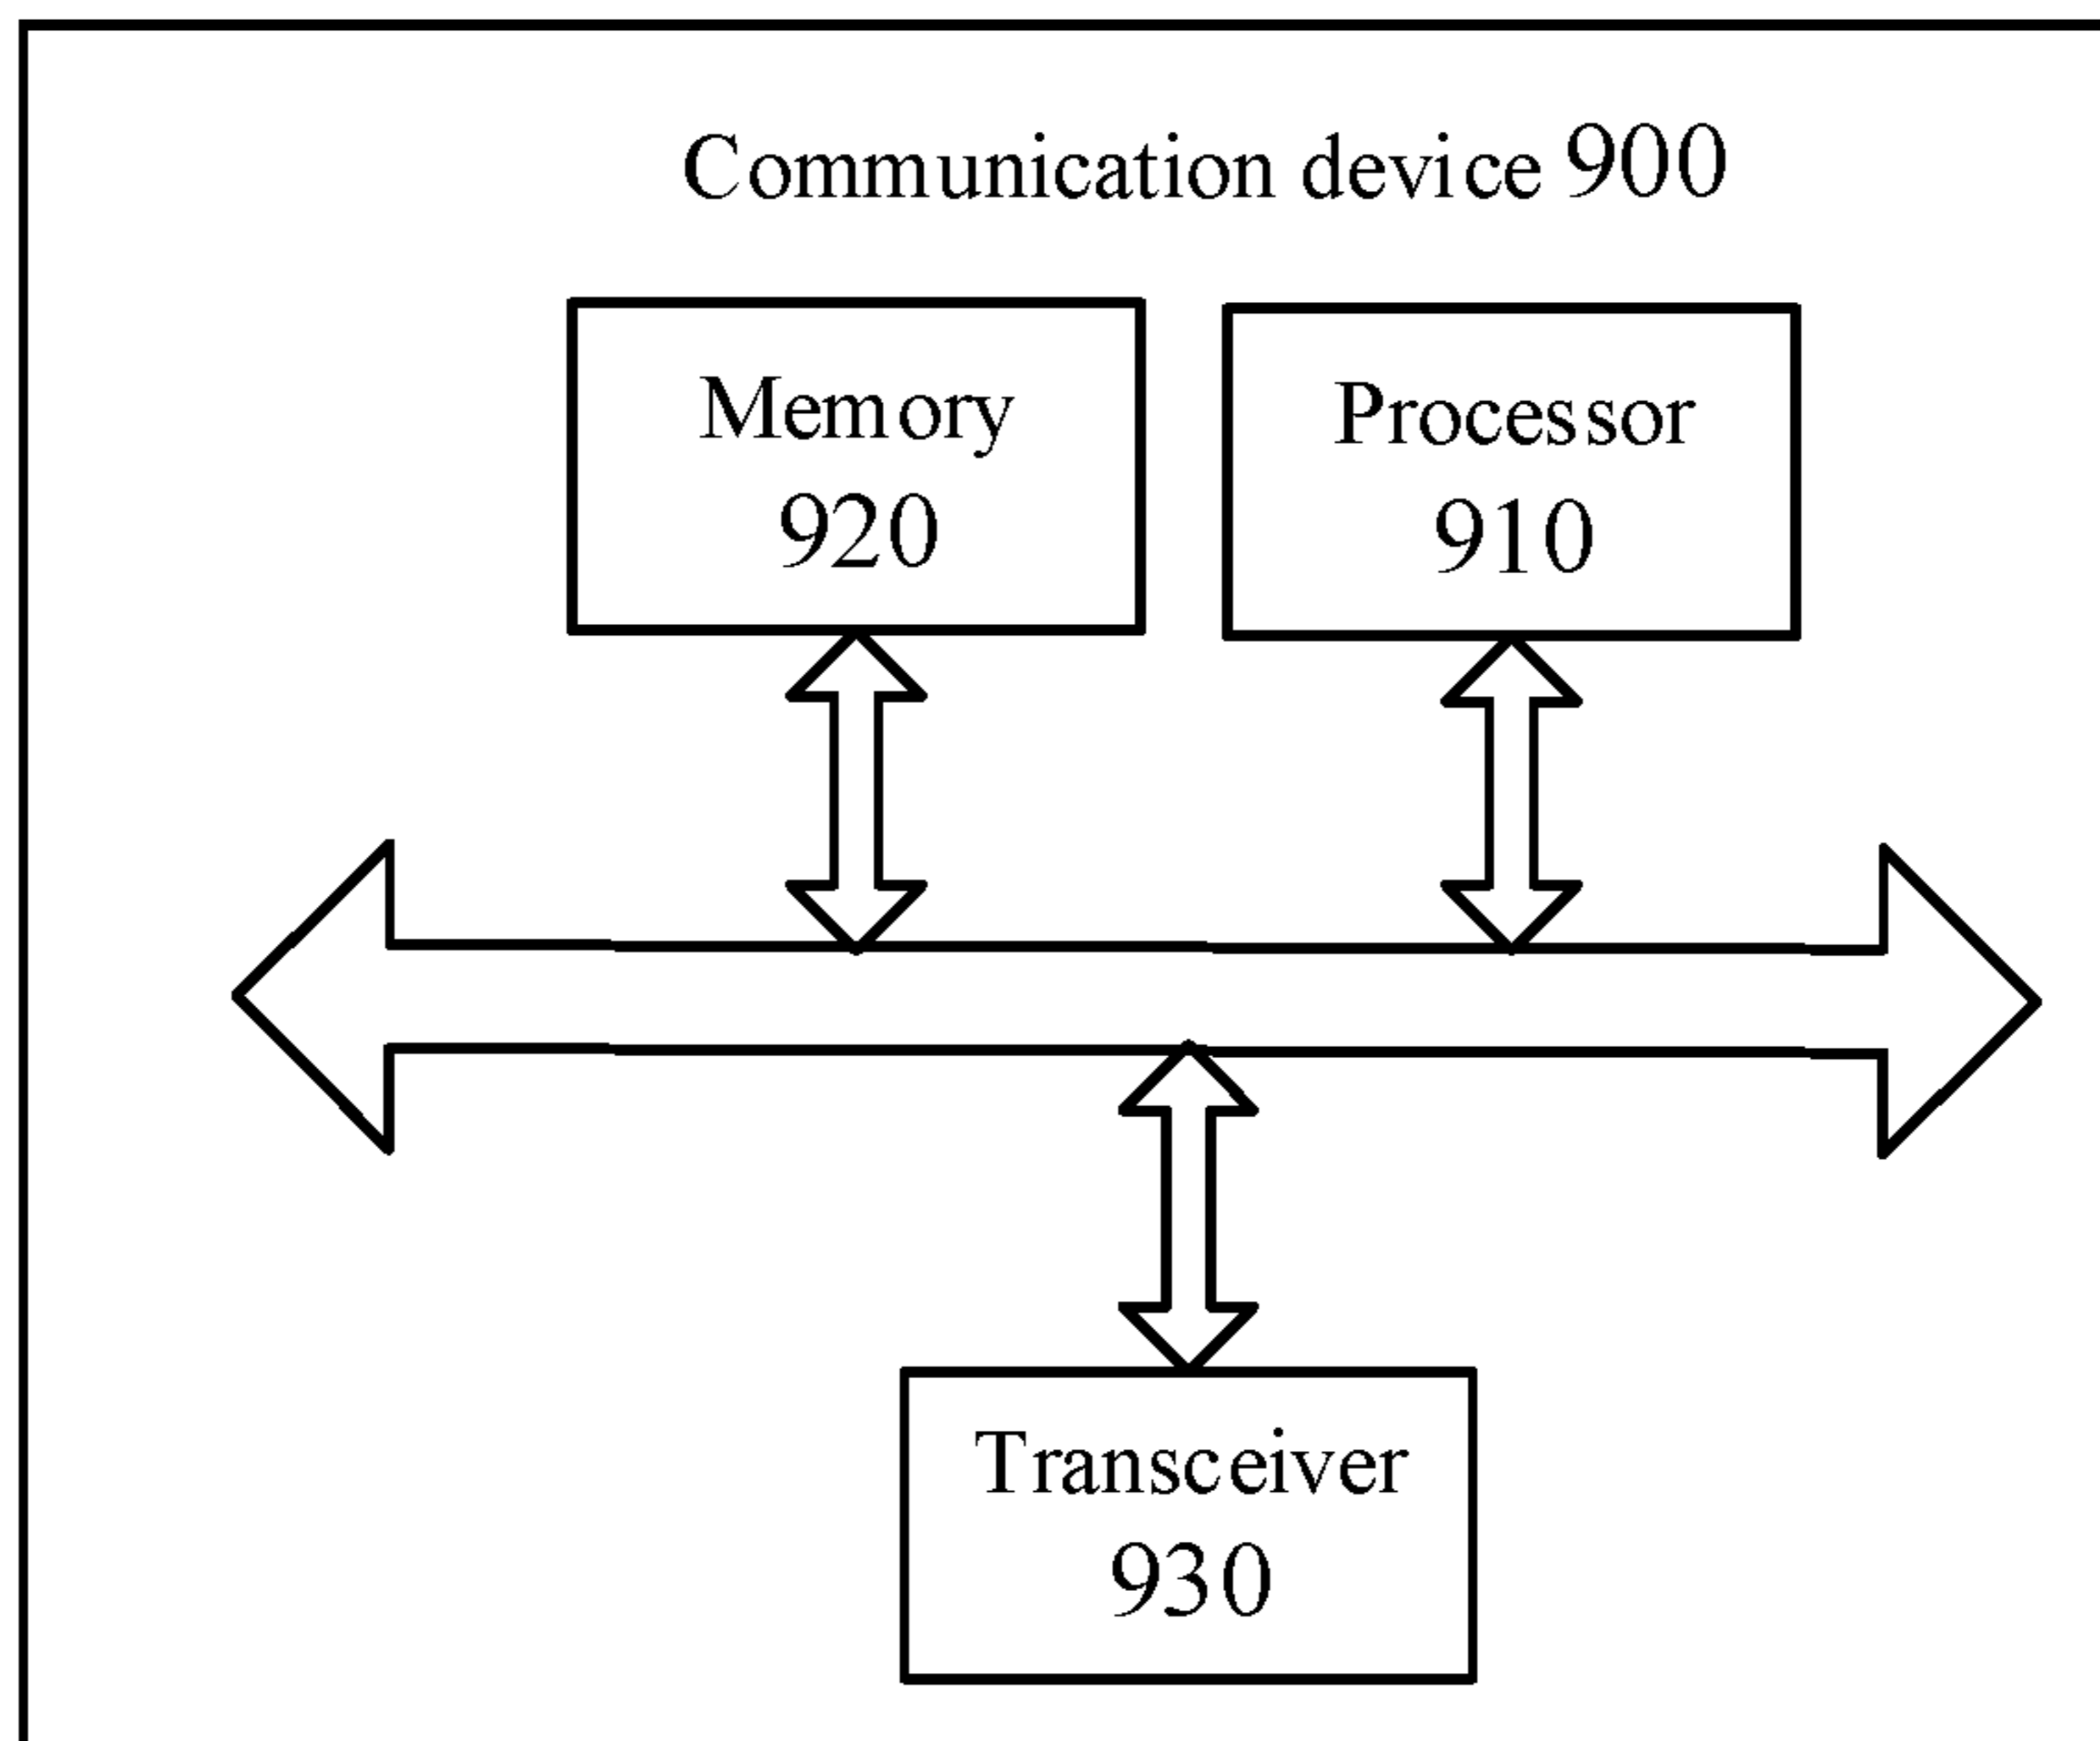 Communication device 900
Memory
920
Processor
910
Transceiver
930